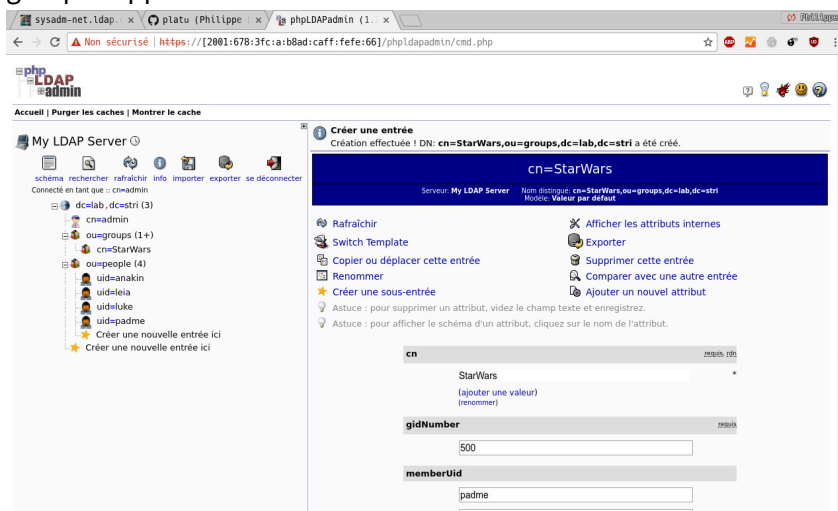 sysadm-net.ldap.
platu (Philippe
phpLDAPadmin (1.
Non sécurisé | https://[2001:678:3fc:a:b8ad:caff:fefe:66]/phpldapadmin/cmd.php
php
LDAP
admin
Accueil | Purger les caches | Montrer le cache
My LDAP Server
schéma rechercher rafraîchir info importer exporter se déconnecter
Connecté en tant que :: cn=admin
dc=lab,dc=stri (3)
cn=admin
ou=groups (1+)
cn=StarWars
ou=people (4)
uid=anakin
uid=leia
uid=luke
uid=padme
Créer une nouvelle entrée ici
Créer une nouvelle entrée ici
Créer une entrée
Création effectuée ! DN: cn=StarWars,ou=groups,dc=lab,dc=stri a été créé.
cn=StarWars
Serveur: My LDAP Server Nom distingué: cn=StarWars,ou=groups,dc=lab,dc=stri
Modèle: Valeur par défaut
Rafraîchir
Afficher les attributs internes
Switch Template
Exporter
Copier ou déplacer cette entrée
Supprimer cette entrée
Renommer
Comparer avec une autre entrée
Créer une sous-entrée
Ajouter un nouvel attribut
Astuce : pour supprimer un attribut, videz le champ texte et enregistrez.
Astuce : pour afficher le schéma d'un attribut, cliquez sur le nom de l'attribut.
cn requis, rdn
StarWars *
(ajouter une valeur)
(renommer)
gidNumber requis
500
memberUid
padme